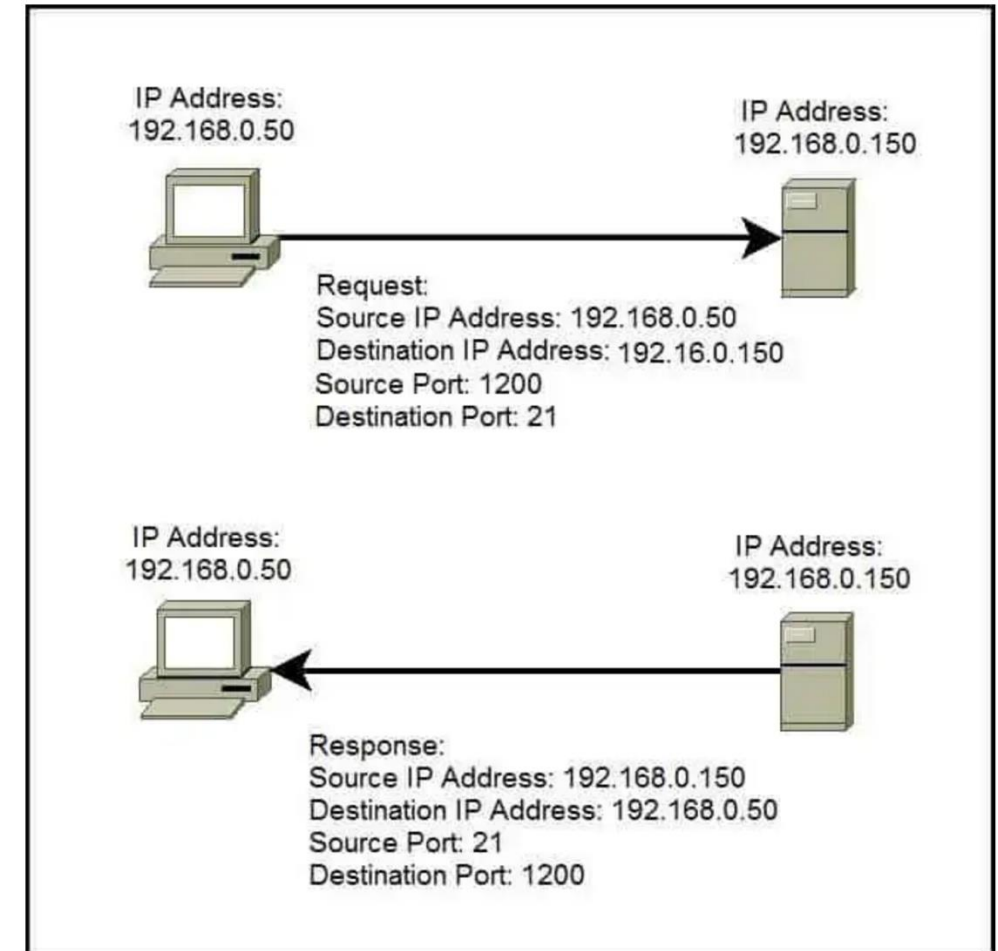 IP Address:
192.168.0.50
IP Address:
192.168.0.150
Request:
Source IP Address: 192.168.0.50
Destination IP Address: 192.16.0.150
Source Port: 1200
Destination Port: 21
IP Address:
192.168.0.50
IP Address:
192.168.0.150
Response:
Source IP Address: 192.168.0.150
Destination IP Address: 192.168.0.50
Source Port: 21
Destination Port: 1200